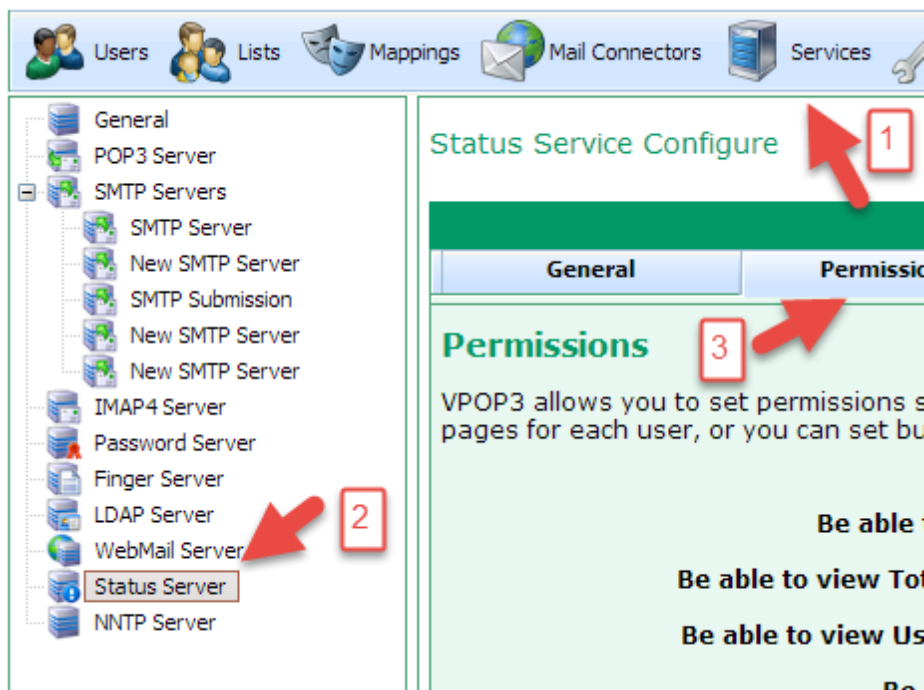 Users Lists Mappings Mail Connectors Services
General
POP3 Server
SMTP Servers
SMTP Server
New SMTP Server
SMTP Submission
New SMTP Server
New SMTP Server
IMAP4 Server
Password Server
Finger Server
LDAP Server
WebMail Server
Status Server
NNTP Server
1
2
3
Status Service Configure
General Permissio
Permissions
VPOP3 allows you to set permissions s
pages for each user, or you can set bu
Be able
Be able to view Tot
Be able to view Us
Be